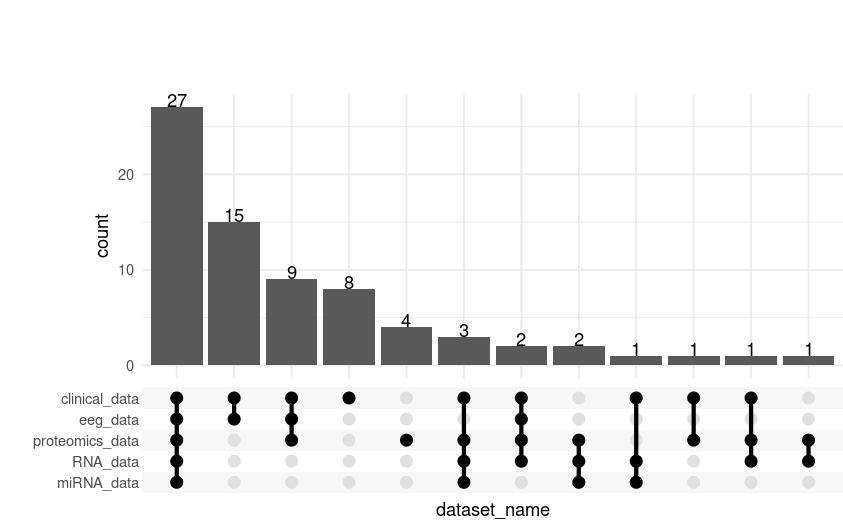 27
15
9
8
4
3
2
2
1
1
1
1
20
10
0
count
clinical_data
eeg_data
proteomics_data
RNA_data
miRNA_data
dataset_name